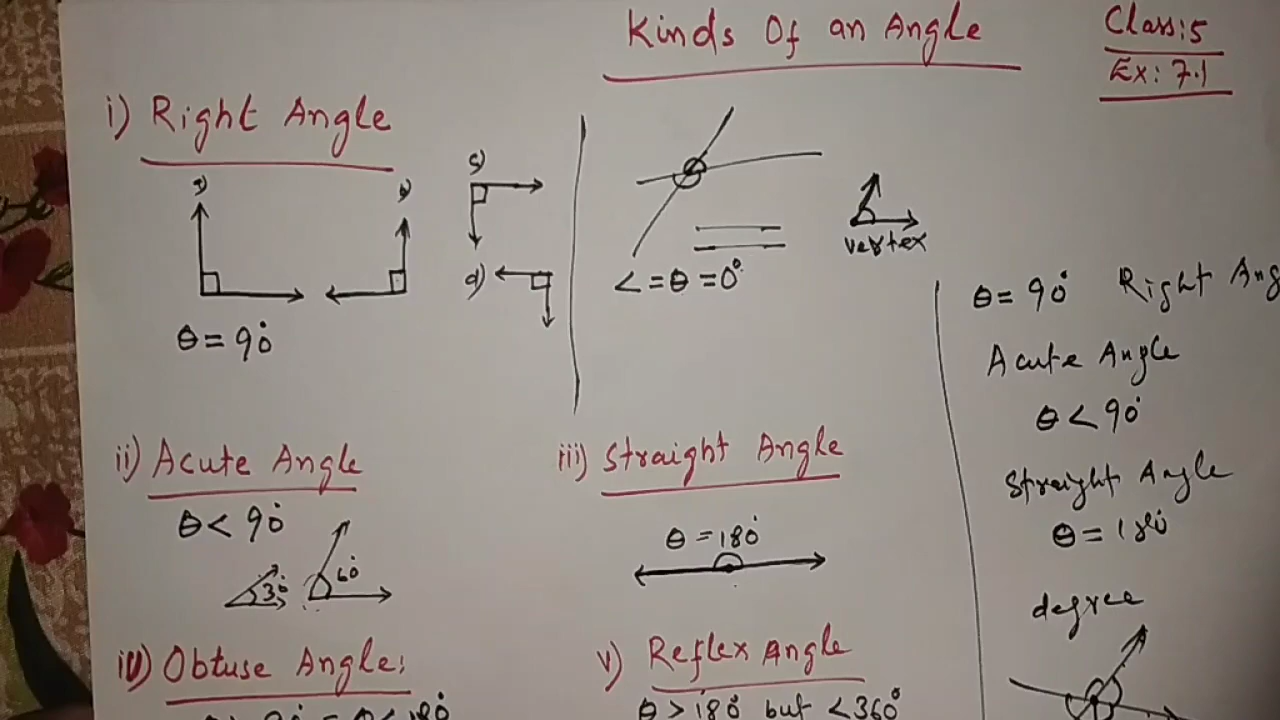 Kinds Of an Angle
Class:5
Ex: 7.1
i) Right Angle
a)
b)
c)
d)
θ = 90°
vertex
∠ = θ = 0°
θ = 90° Right Ang
Acute Angle
θ < 90°
Straight Angle
θ = 180°
degree
ii) Acute Angle
θ < 90°
30°
60°
iii) Straight Angle
θ = 180°
iv) Obtuse Angle:
v) Reflex Angle
θ > 180° but < 360°